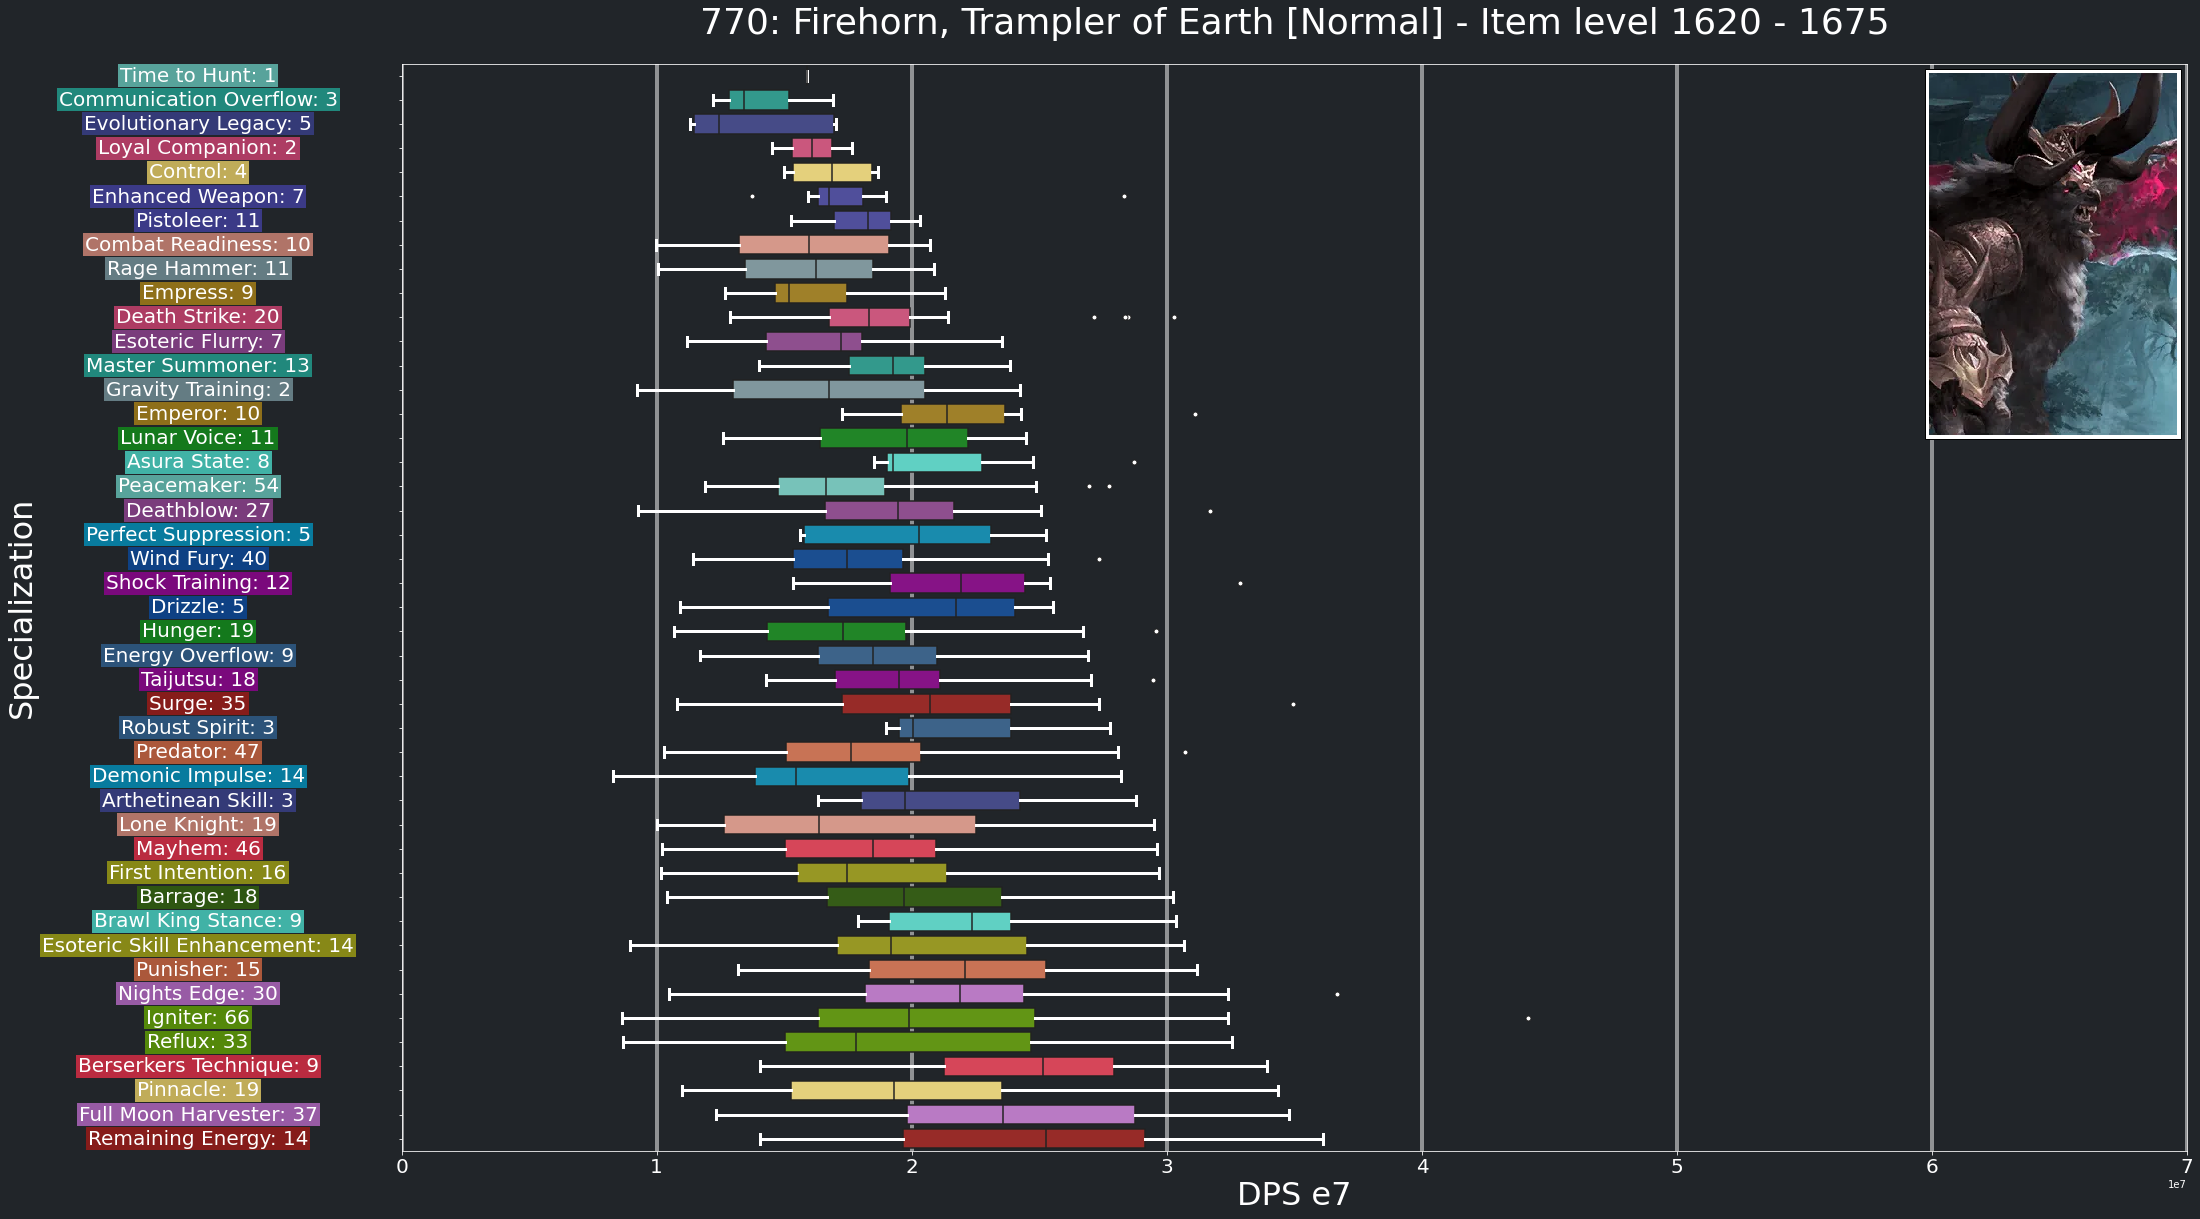 770: Firehorn, Trampler of Earth [Normal] - Item level 1620 - 1675
Specialization
Time to Hunt: 1
Communication Overflow: 3
Evolutionary Legacy: 5
Loyal Companion: 2
Control: 4
Enhanced Weapon: 7
Pistoleer: 11
Combat Readiness: 10
Rage Hammer: 11
Empress: 9
Death Strike: 20
Esoteric Flurry: 7
Master Summoner: 13
Gravity Training: 2
Emperor: 10
Lunar Voice: 11
Asura State: 8
Peacemaker: 54
Deathblow: 27
Perfect Suppression: 5
Wind Fury: 40
Shock Training: 12
Drizzle: 5
Hunger: 19
Energy Overflow: 9
Taijutsu: 18
Surge: 35
Robust Spirit: 3
Predator: 47
Demonic Impulse: 14
Arthetinean Skill: 3
Lone Knight: 19
Mayhem: 46
First Intention: 16
Barrage: 18
Brawl King Stance: 9
Esoteric Skill Enhancement: 14
Punisher: 15
Nights Edge: 30
Igniter: 66
Reflux: 33
Berserkers Technique: 9
Pinnacle: 19
Full Moon Harvester: 37
Remaining Energy: 14
0 1 2 3 4 5 6 7
DPS e7
1e7